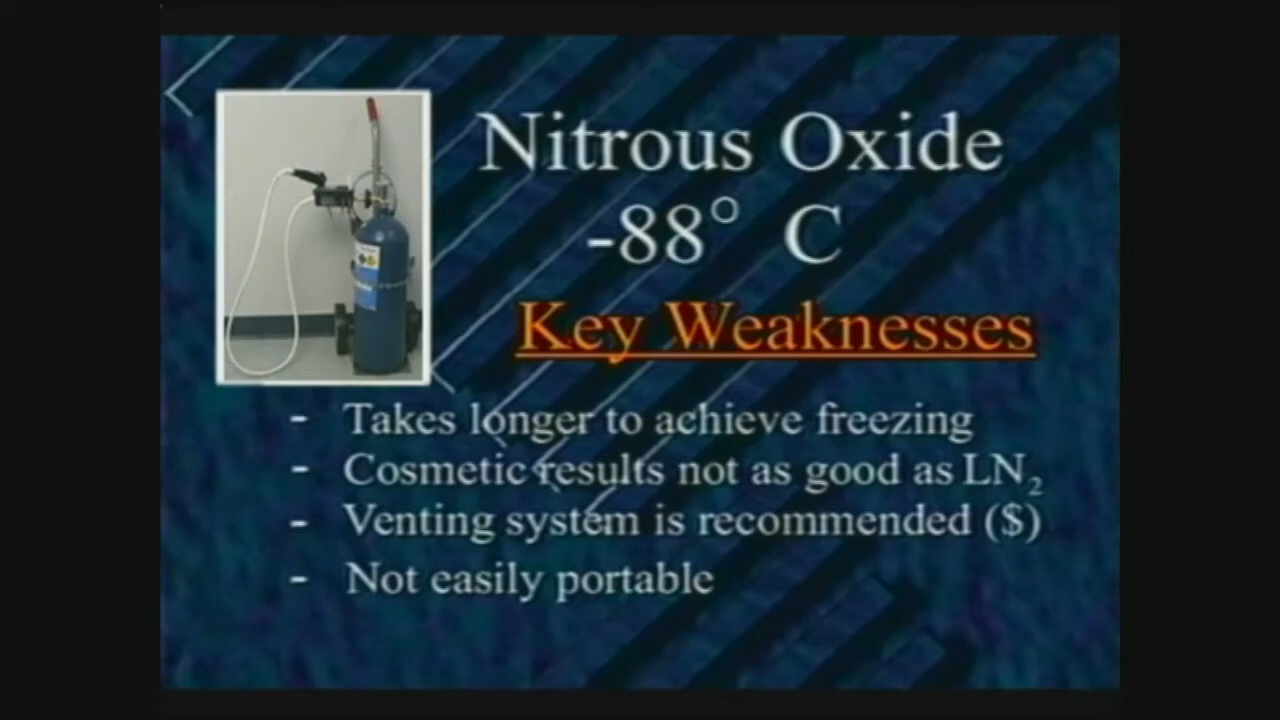 Nitrous Oxide
-88° C
Key Weaknesses
- Takes longer to achieve freezing
- Cosmetic results not as good as LN₂
- Venting system is recommended ($)
- Not easily portable